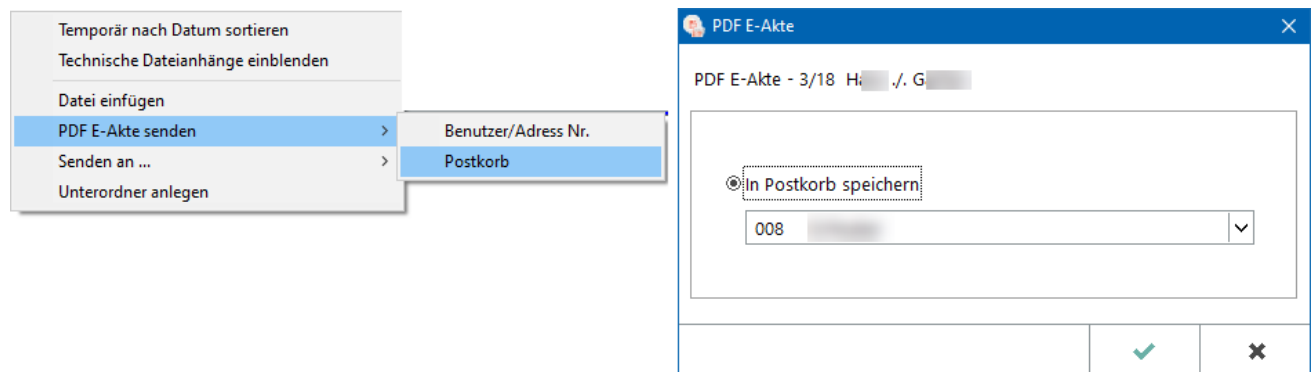 Temporär nach Datum sortieren
Technische Dateianhänge einblenden
Datei einfügen
PDF E-Akte senden
Senden an ...
Unterordner anlegen
Benutzer/Adress Nr.
Postkorb
PDF E-Akte
PDF E-Akte - 3/18 H ./. G
In Postkorb speichern
008